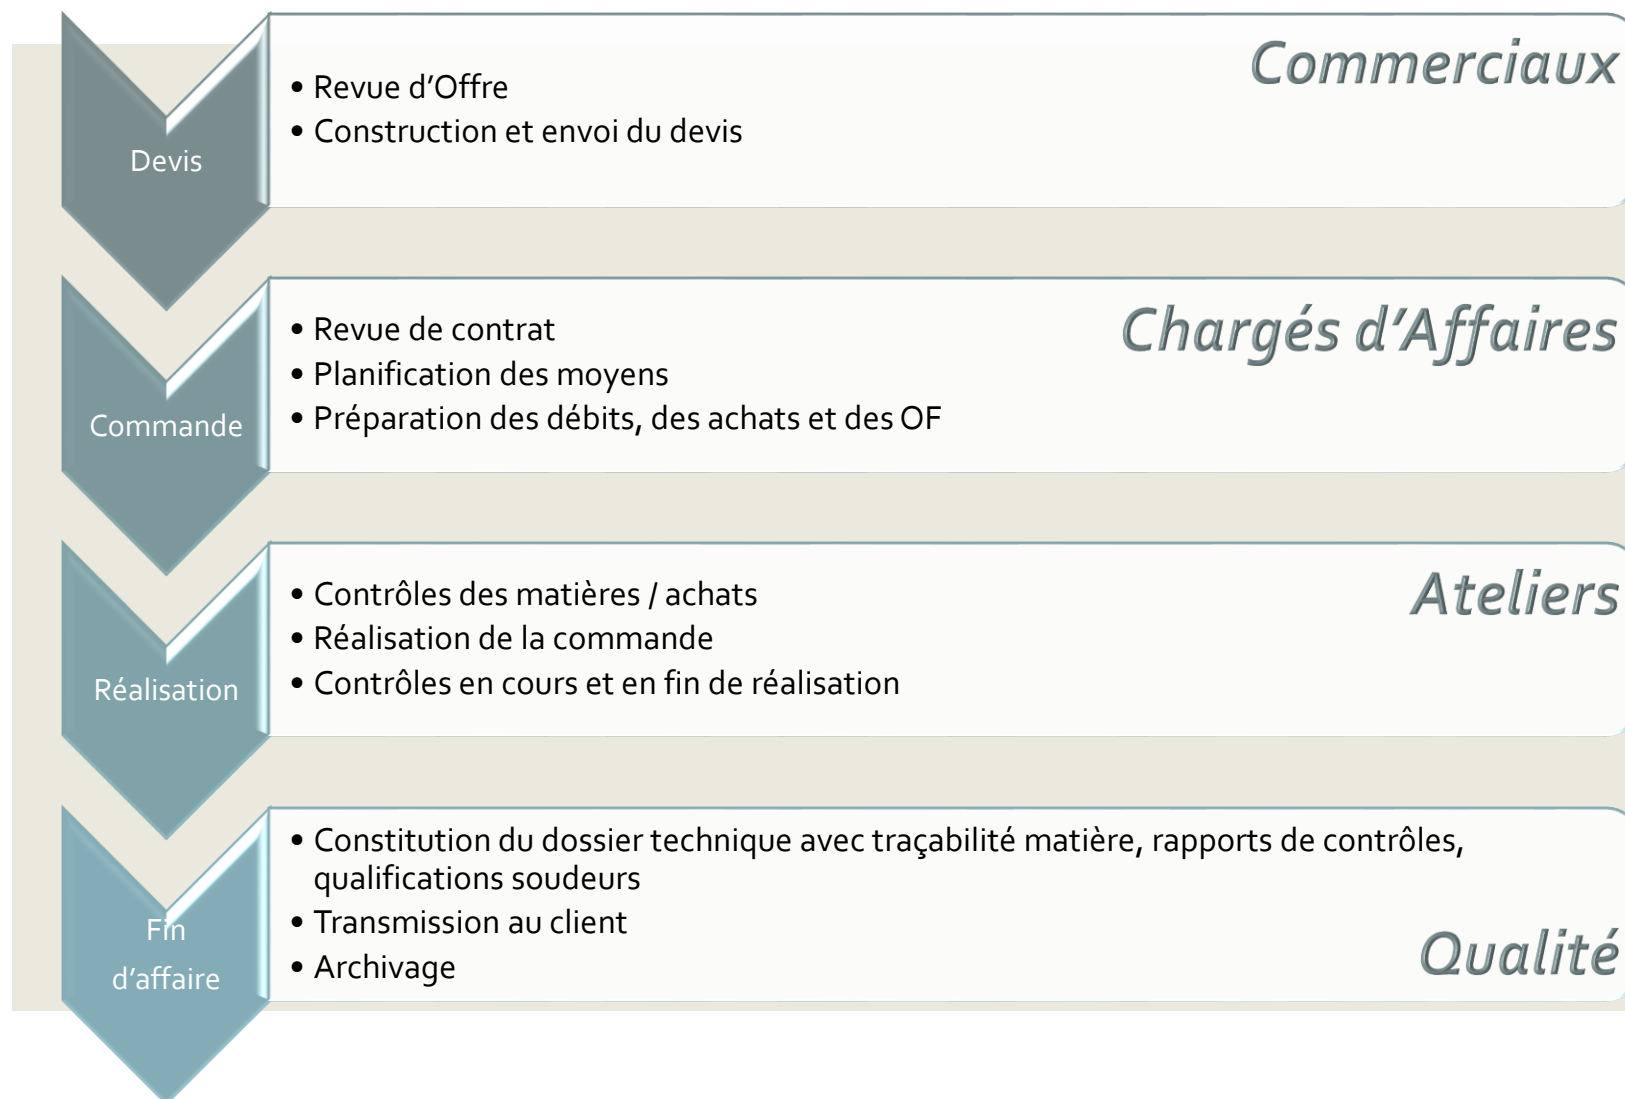 Commerciaux
Devis
• Revue d’Offre
• Construction et envoi du devis
Chargés d’Affaires
Commande
• Revue de contrat
• Planification des moyens
• Préparation des débits, des achats et des OF
Ateliers
Réalisation
• Contrôles des matières / achats
• Réalisation de la commande
• Contrôles en cours et en fin de réalisation
Fin
d’affaire
• Constitution du dossier technique avec traçabilité matière, rapports de contrôles,
qualifications soudeurs
• Transmission au client
• Archivage
Qualité